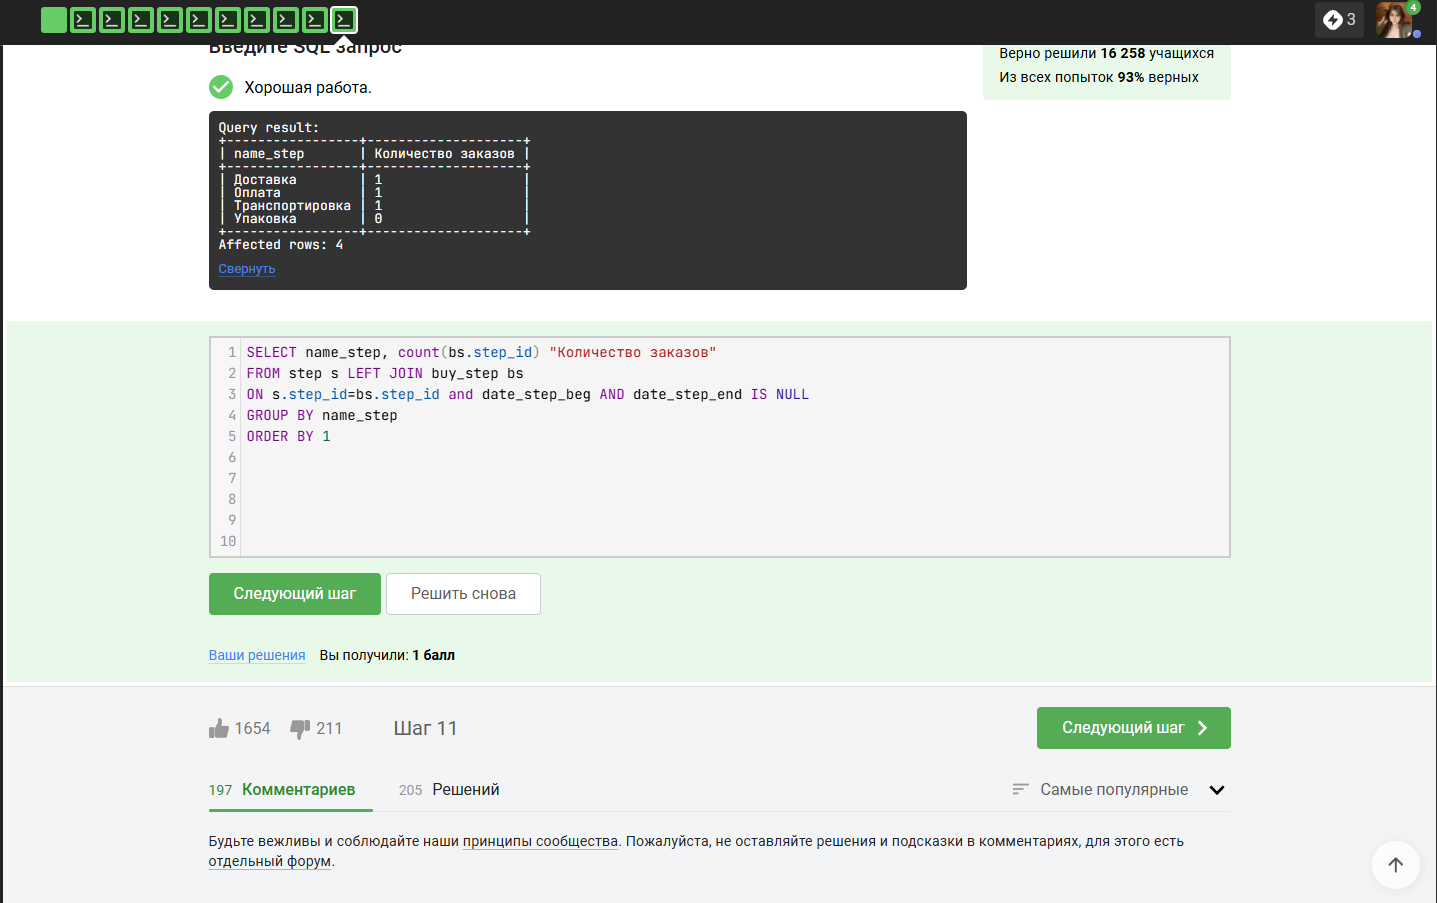 3
4
Введите SQL запрос
Верно решили 16 258 учащихся
Из всех попыток 93% верных
Хорошая работа.
Query result:
+-----------------+--------------------+
| name_step       | Количество заказов |
+-----------------+--------------------+
| Доставка        | 1                  |
| Оплата          | 1                  |
| Транспортировка | 1                  |
| Упаковка        | 0                  |
+-----------------+--------------------+
Affected rows: 4
Свернуть
1 SELECT name_step, count(bs.step_id) "Количество заказов"
2 FROM step s LEFT JOIN buy_step bs
3 ON s.step_id=bs.step_id and date_step_beg AND date_step_end IS NULL
4 GROUP BY name_step
5 ORDER BY 1
6
7
8
9
10
Следующий шаг Решить снова
Ваши решения Вы получили: 1 балл
1654 211 Шаг 11 Следующий шаг
197 Комментариев 205 Решений Самые популярные
Будьте вежливы и соблюдайте наши принципы сообщества. Пожалуйста, не оставляйте решения и подсказки в комментариях, для этого есть
отдельный форум.